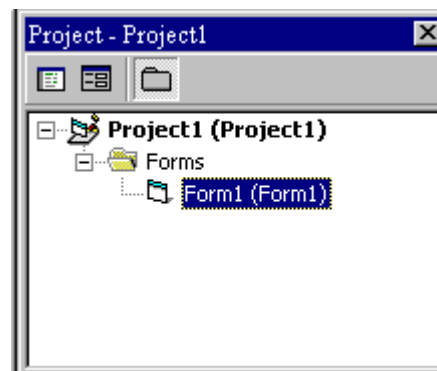 Project - Project1
Project1 (Project1)
Forms
Form1 (Form1)